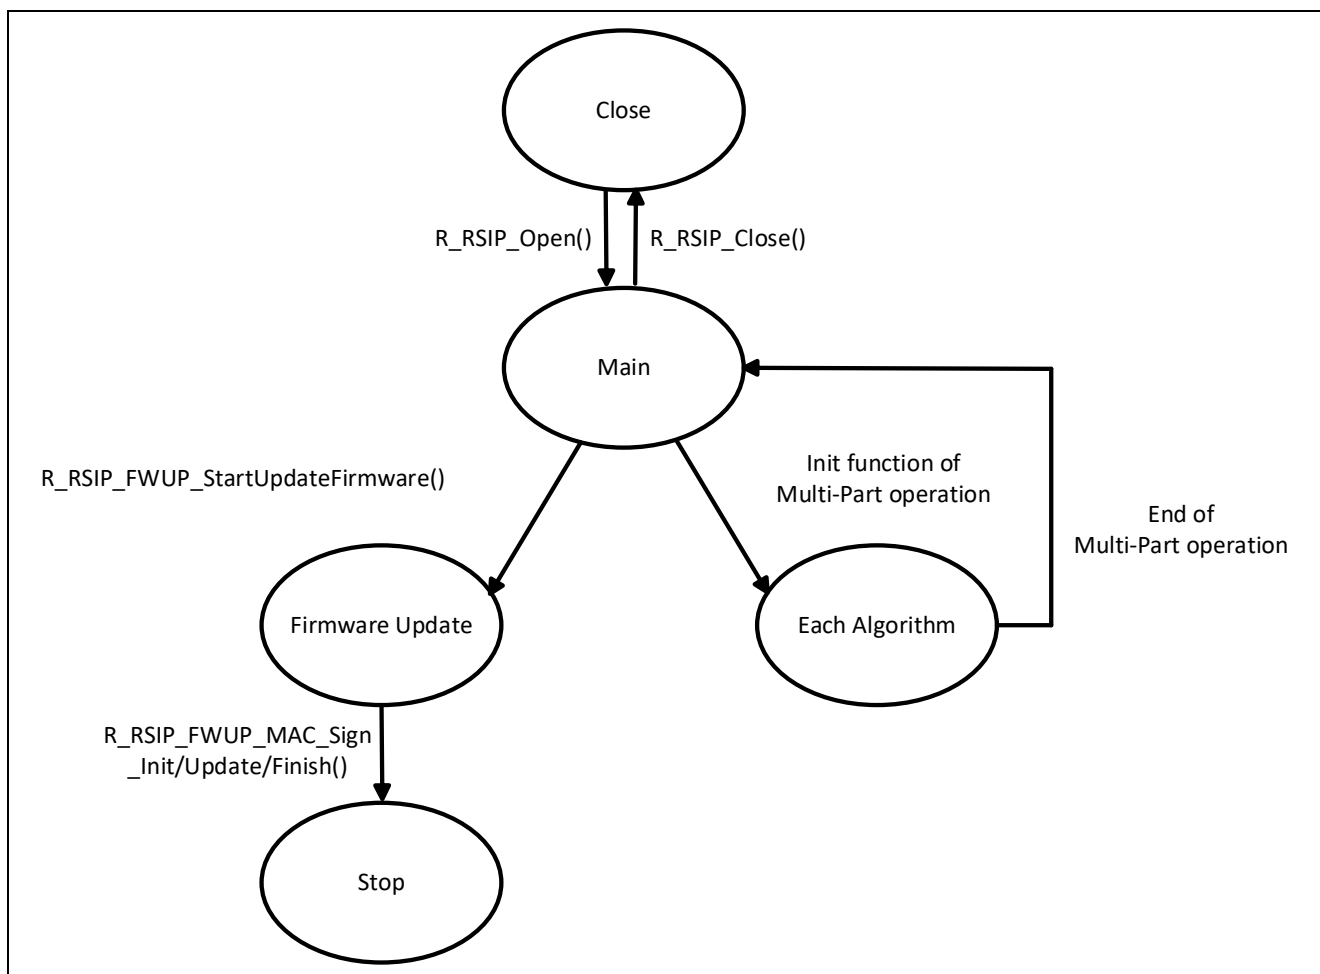 Close
R_RSIP_Open()
R_RSIP_Close()
Main
R_RSIP_FWUP_StartUpdateFirmware()
Init function of
Multi-Part operation
End of
Multi-Part operation
Firmware Update
Each Algorithm
R_RSIP_FWUP_MAC_Sign
_Init/Update/Finish()
Stop